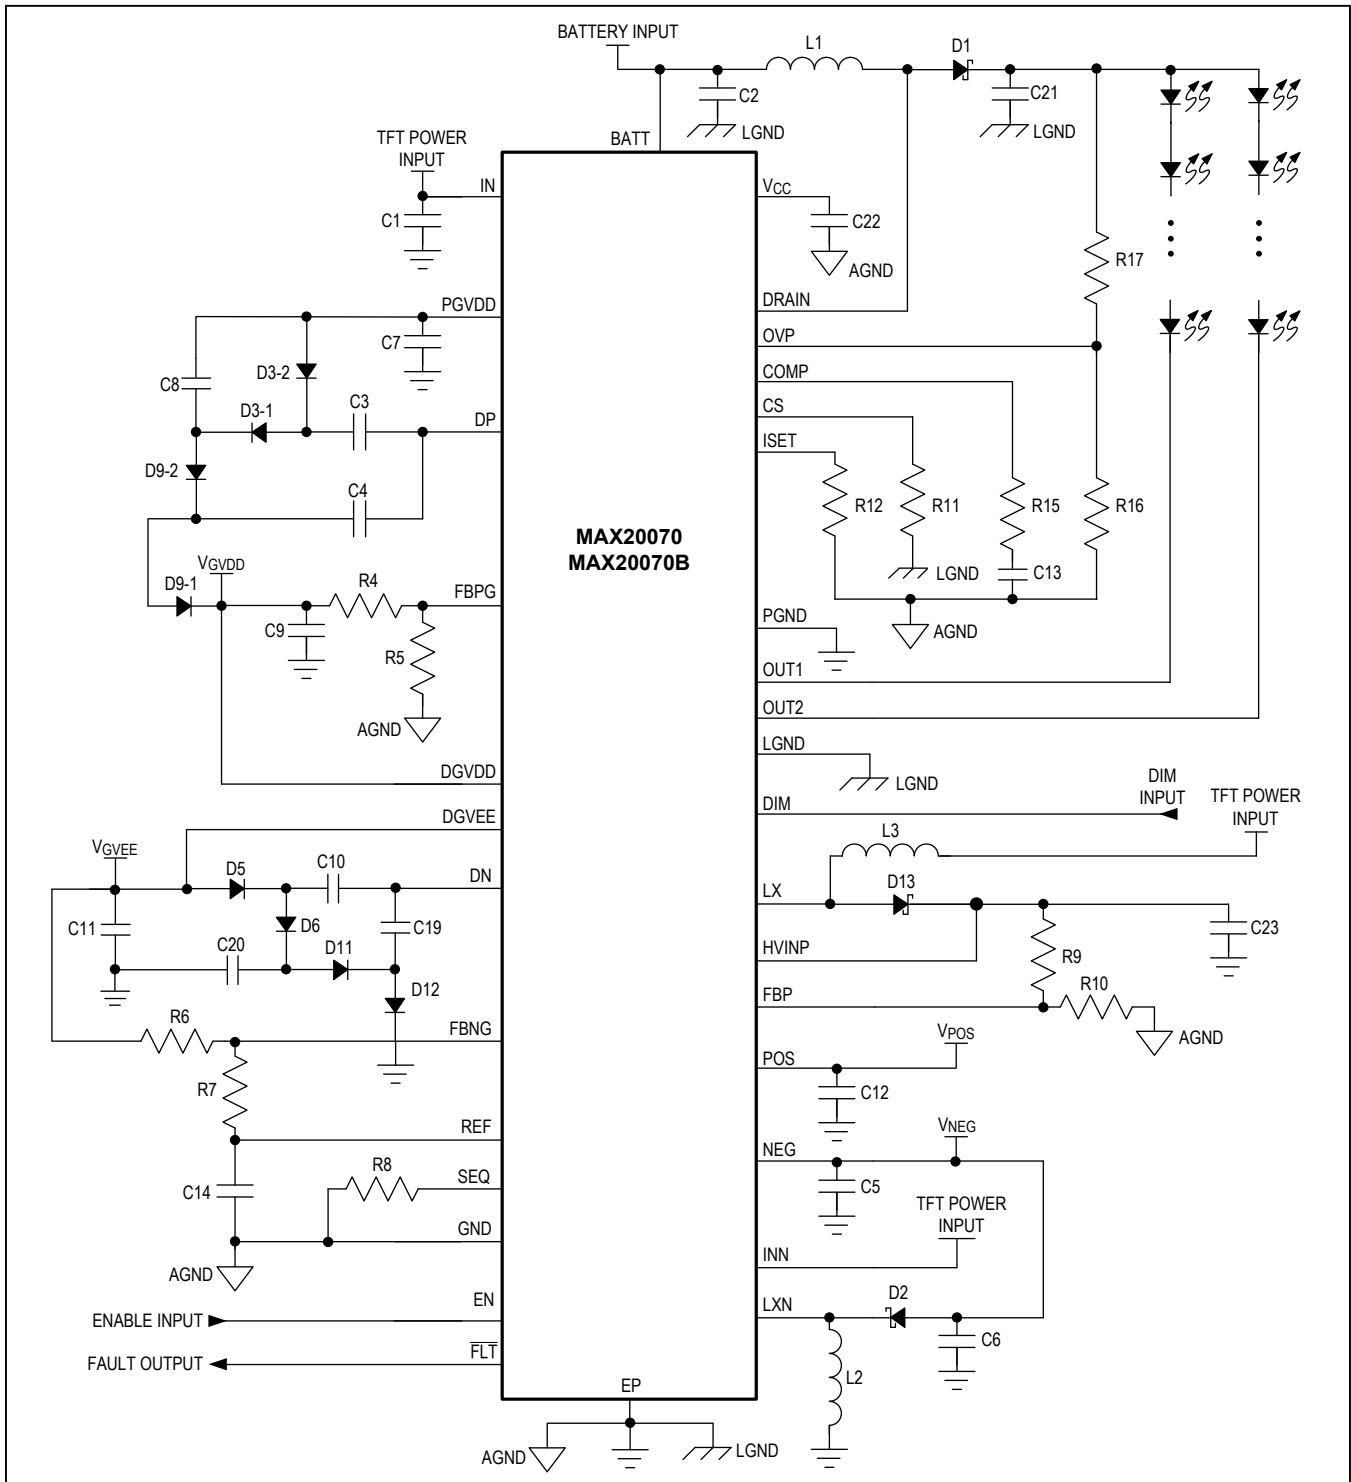 BATTERY INPUT
L1
D1
C2
LGND
C21
LGND
TFT POWER
INPUT
BATT
IN
C1
VCC
C22
AGND
R17
DRAIN
PGVDD
C7
OVP
C8
D3-2
COMP
D3-1
C3
DP
CS
ISET
D9-2
C4
R12
R11
R15
R16
MAX20070
MAX20070B
LGND
C13
VGVDD
D9-1
R4
FBPG
C9
R5
PGND
AGND
OUT1
AGND
OUT2
LGND
LGND
DGVDD
DIM
DIM
INPUT
TFT POWER
INPUT
DGVEE
L3
VGVEE
D5
C10
DN
LX
D13
C11
D6
C19
C23
C20
D11
HVINP
R9
D12
R10
FBP
AGND
R6
FBNG
VPOS
POS
R7
C12
REF
VNEG
NEG
R8
SEQ
C14
C5
TFT POWER
INPUT
GND
INN
AGND
EN
LXN
D2
ENABLE INPUT
C6
FLT
FAULT OUTPUT
L2
EP
AGND
LGND